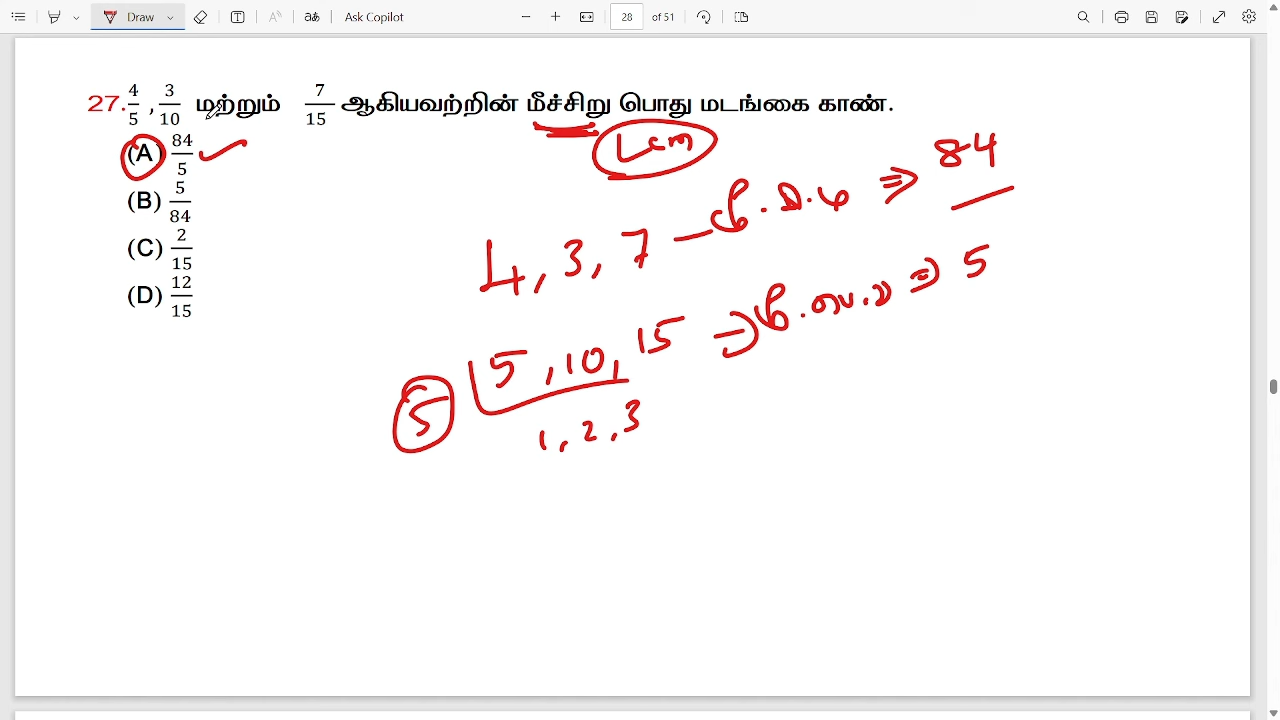 Draw
Ask Copilot
28 of 51
27. 4/5 , 3/10 மற்றும் 7/15 ஆகியவற்றின் மீச்சிறு பொது மடங்கை காண்.
(A) 84/5
(B) 5/84
(C) 2/15
(D) 12/15
Lcm
4, 3, 7 – மீ.பொ.ம ⇒ 84
5 | 5, 10, 15 → மீ.பொ.வ ⇒ 5
1, 2, 3